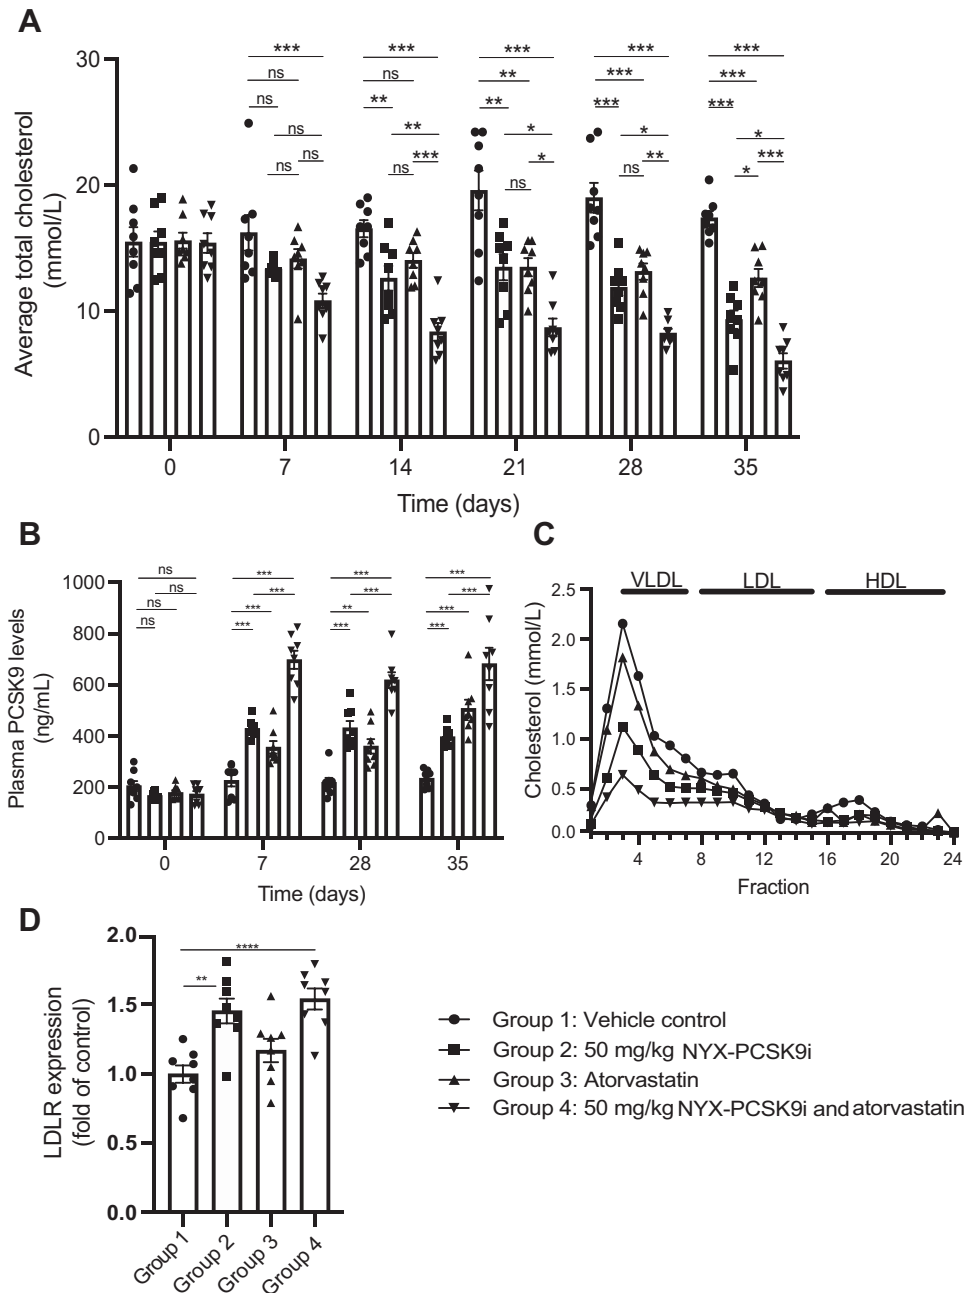 A
*** *** *** *** ***
ns ns ** *** ***
ns ** ** *** ***
ns ** * * *
ns ns *** ns * ns ** * ***
30
20
10
0
Average total cholesterol
(mmol/L)
0 7 14 21 28 35
Time (days)
B
ns *** *** ***
ns *** *** ***
ns *** ** ***
ns *** *** ***
1000
800
600
400
200
0
Plasma PCSK9 levels
(ng/mL)
0 7 28 35
Time (days)
C
VLDL LDL HDL
2.5
2.0
1.5
1.0
0.5
0.0
Cholesterol (mmol/L)
4 8 12 16 20 24
Fraction
D
****
**
2.0
1.5
1.0
0.5
0.0
LDLR expression
(fold of control)
Group 1 Group 2 Group 3 Group 4
Group 1: Vehicle control
Group 2: 50 mg/kg NYX-PCSK9i
Group 3: Atorvastatin
Group 4: 50 mg/kg NYX-PCSK9i and atorvastatin